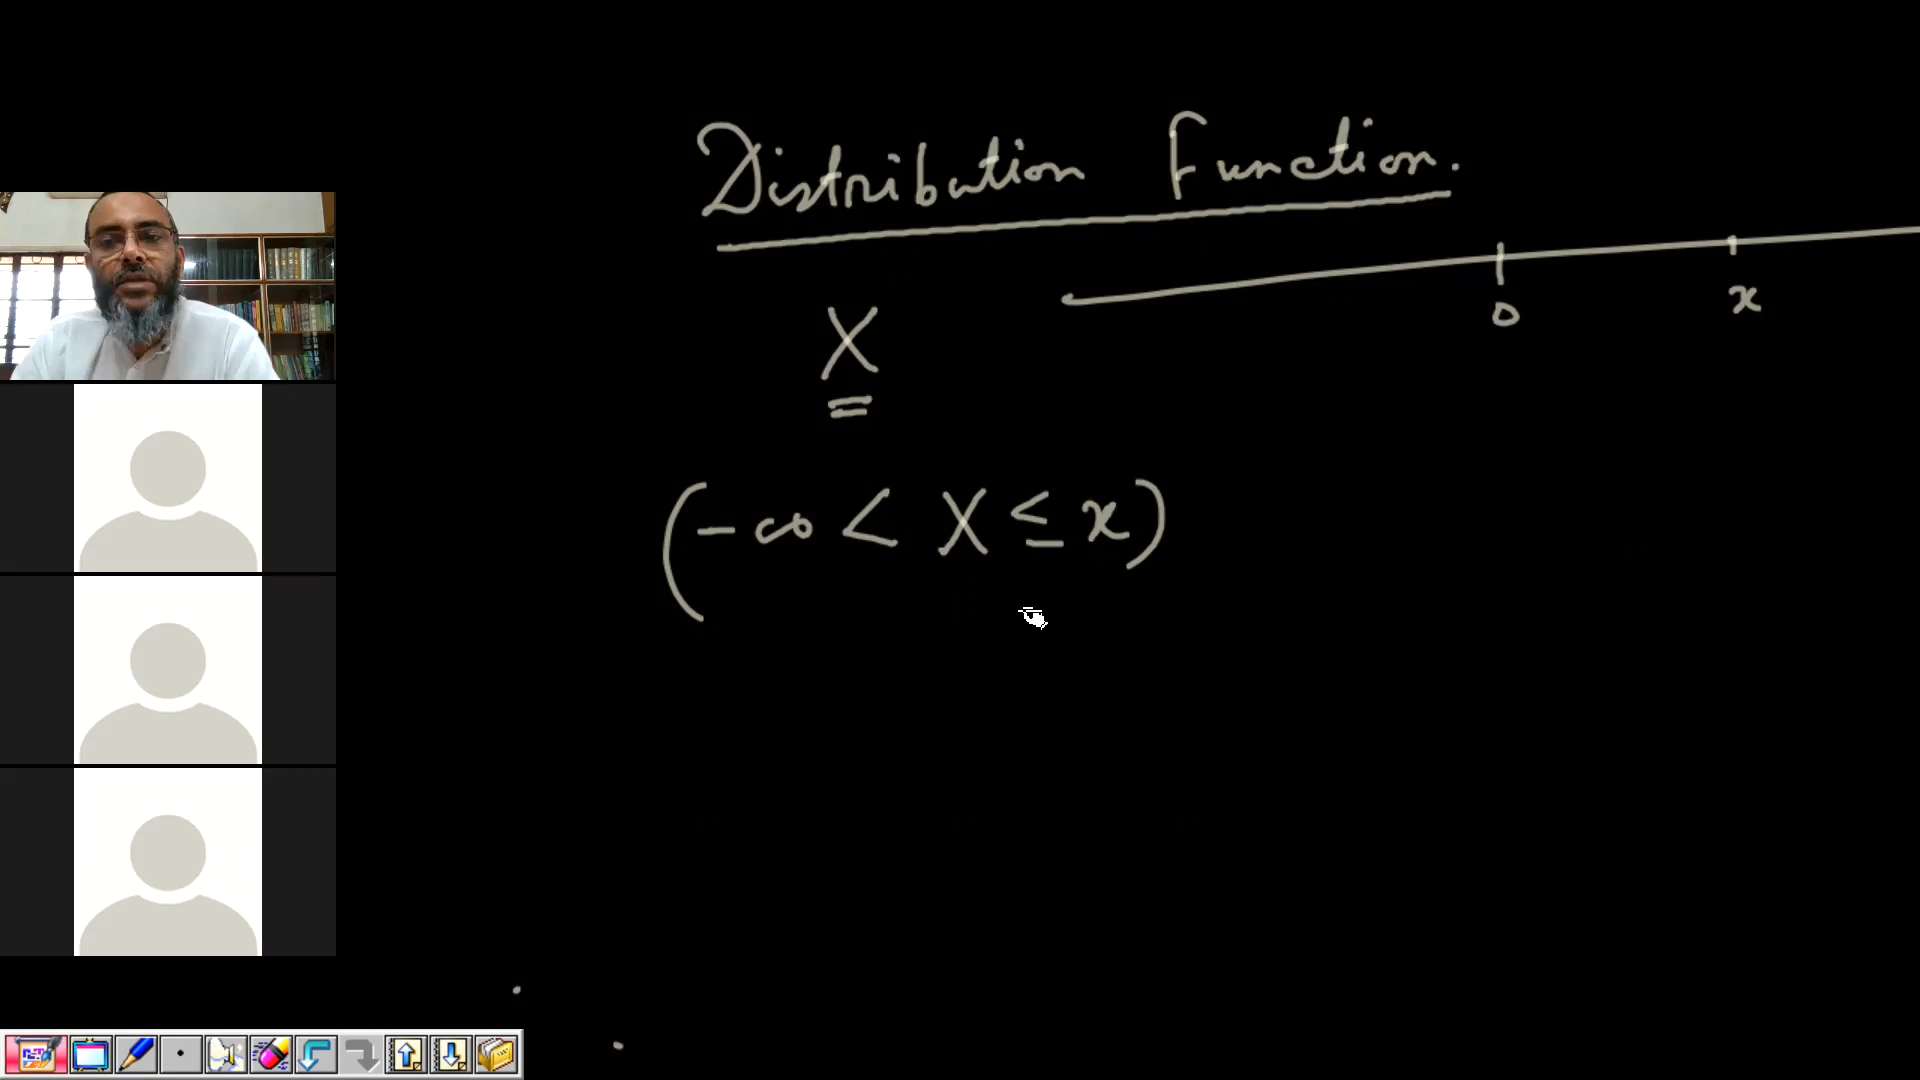 Distribution Function.
0 x
X
(-∞ < X ≤ x)